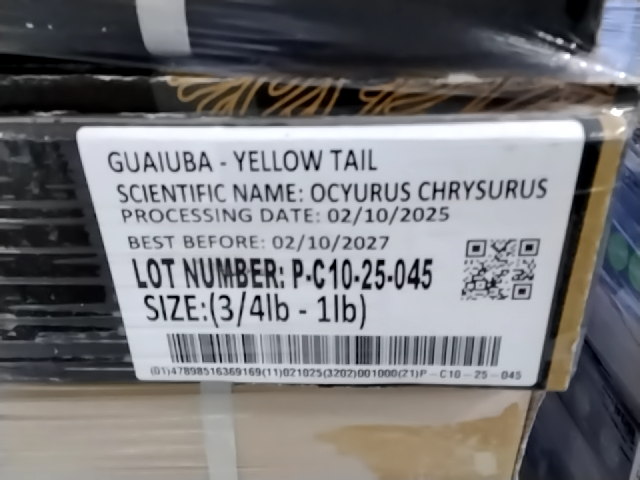 GUAIUBA - YELLOW TAIL
SCIENTIFIC NAME: OCYURUS CHRYSURUS
PROCESSING DATE: 02/10/2025
BEST BEFORE: 02/10/2027
LOT NUMBER: P-C10-25-045
SIZE:(3/4lb - 1lb)
(01)47898516369169(11)021025(3202)001000(21)P-C10-25-045